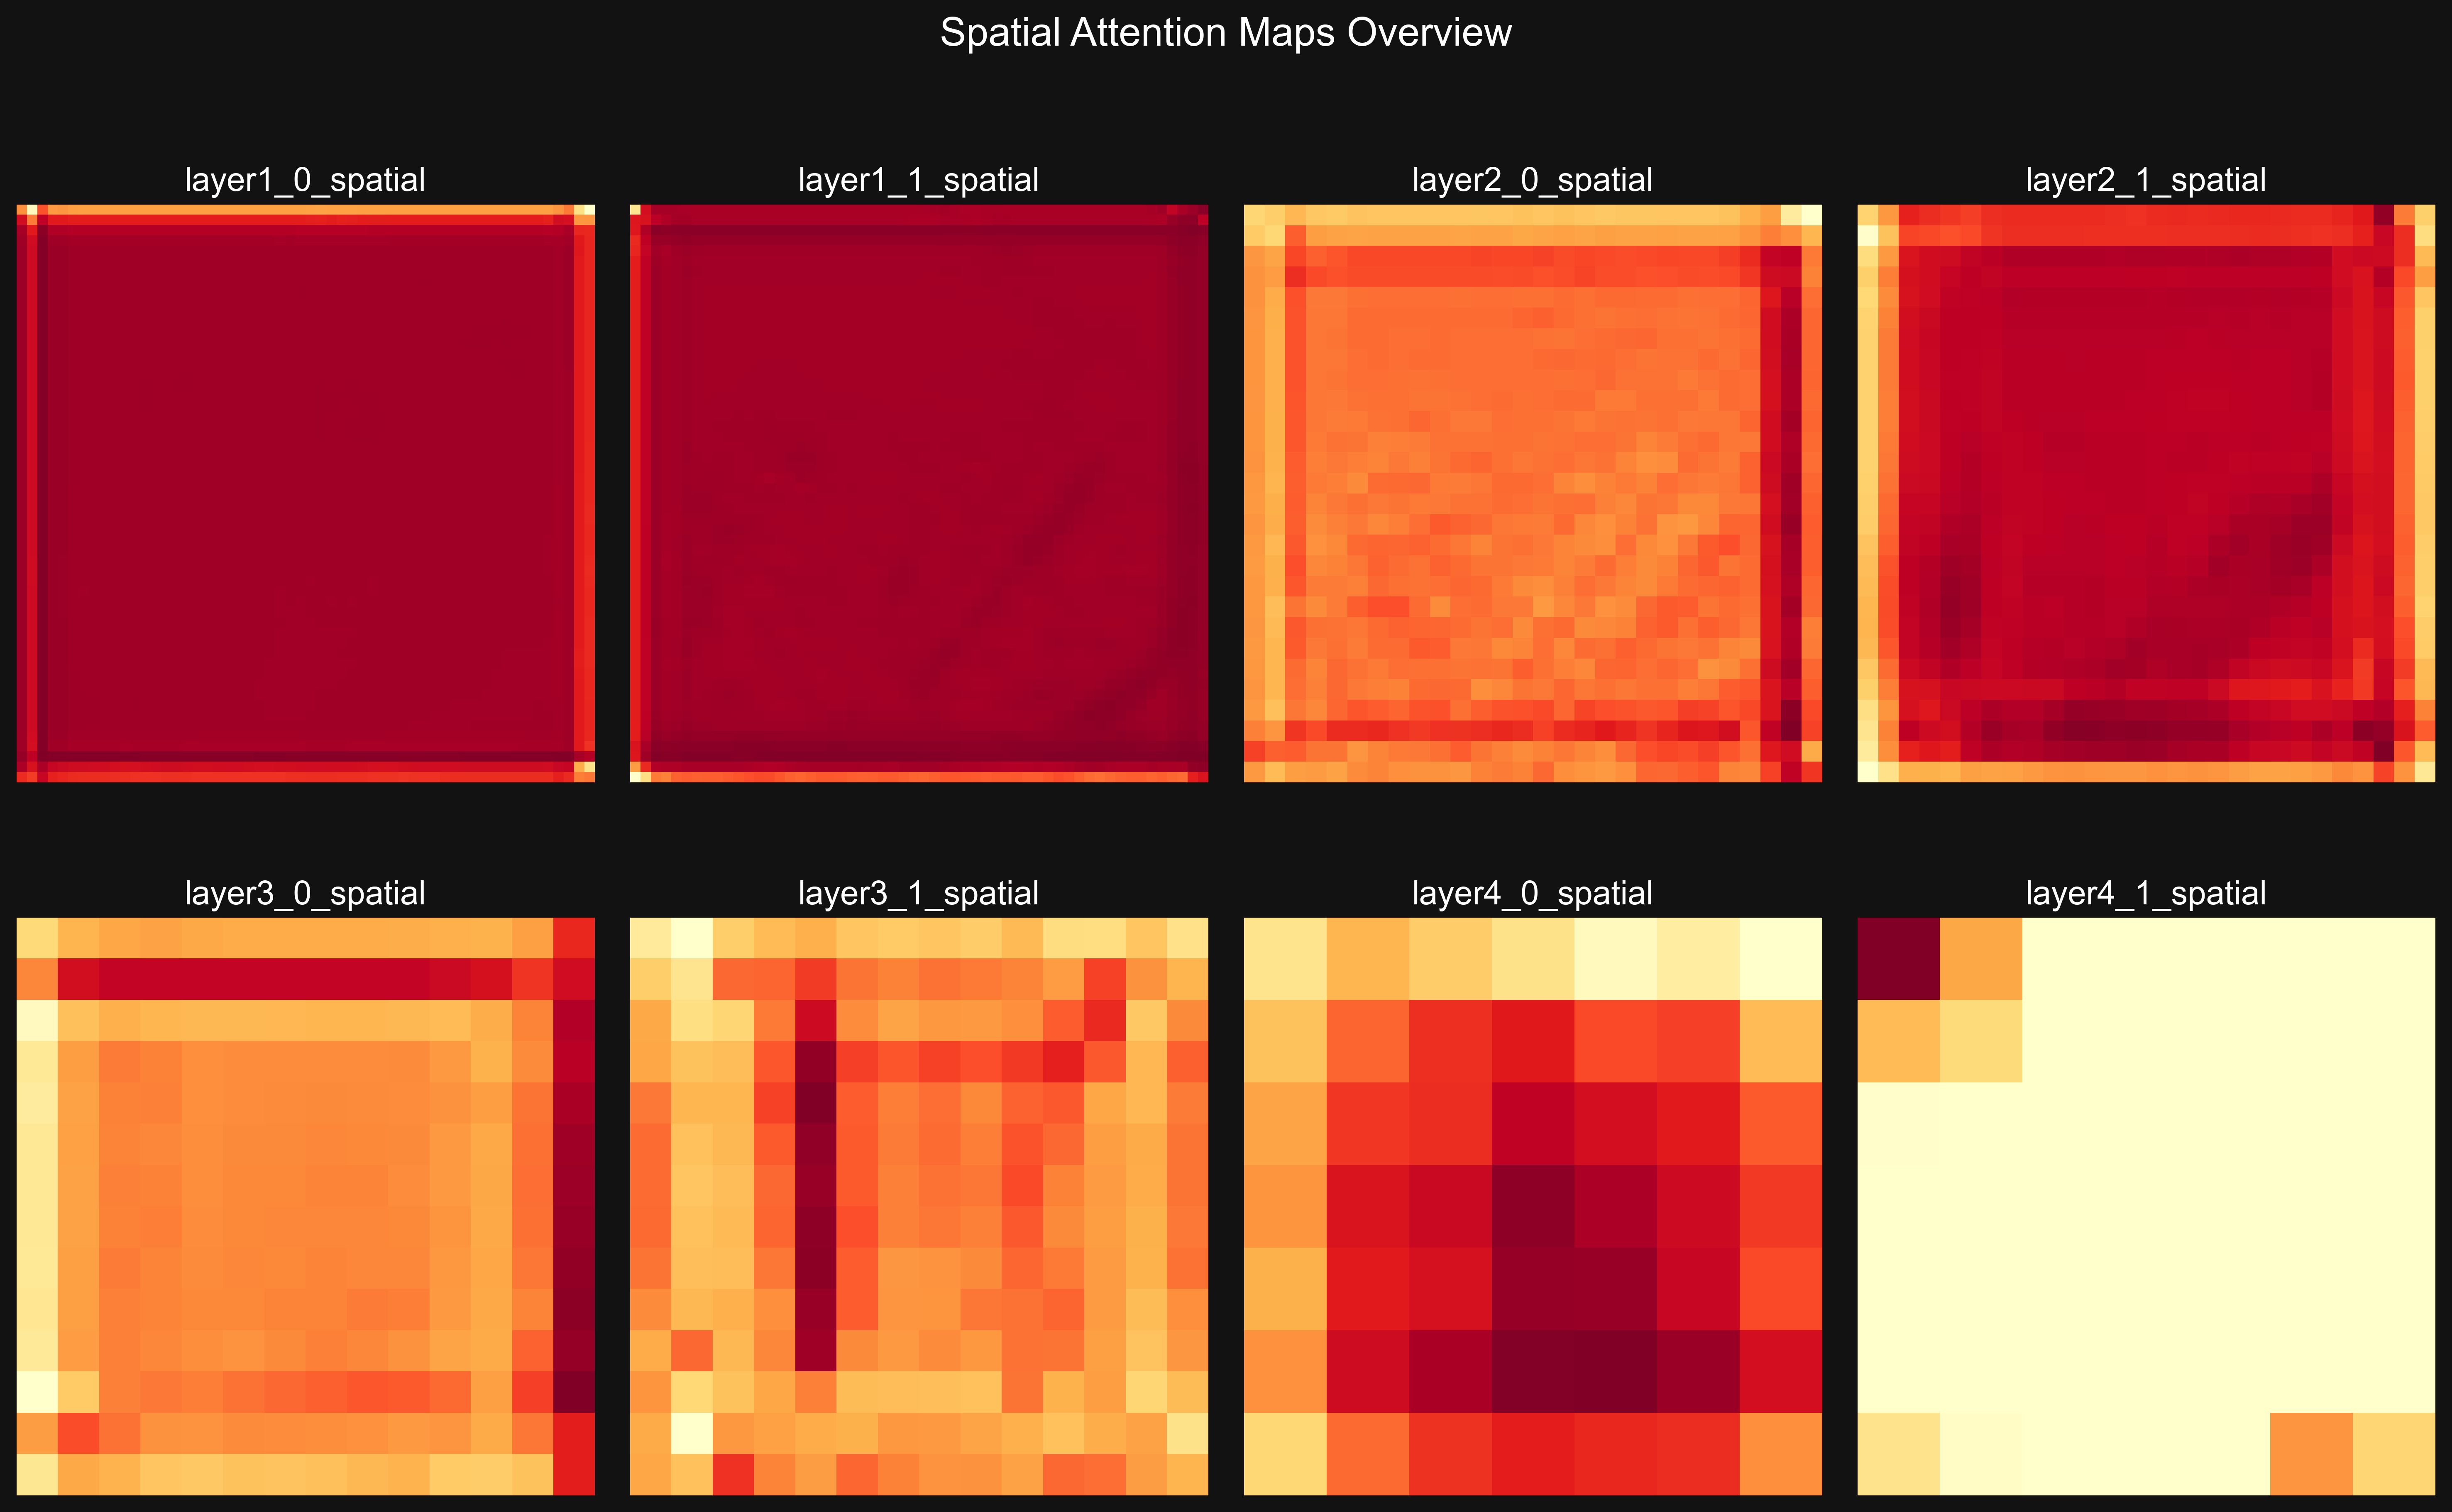 Spatial Attention Maps Overview
layer1_0_spatial
layer1_1_spatial
layer2_0_spatial
layer2_1_spatial
layer3_0_spatial
layer3_1_spatial
layer4_0_spatial
layer4_1_spatial